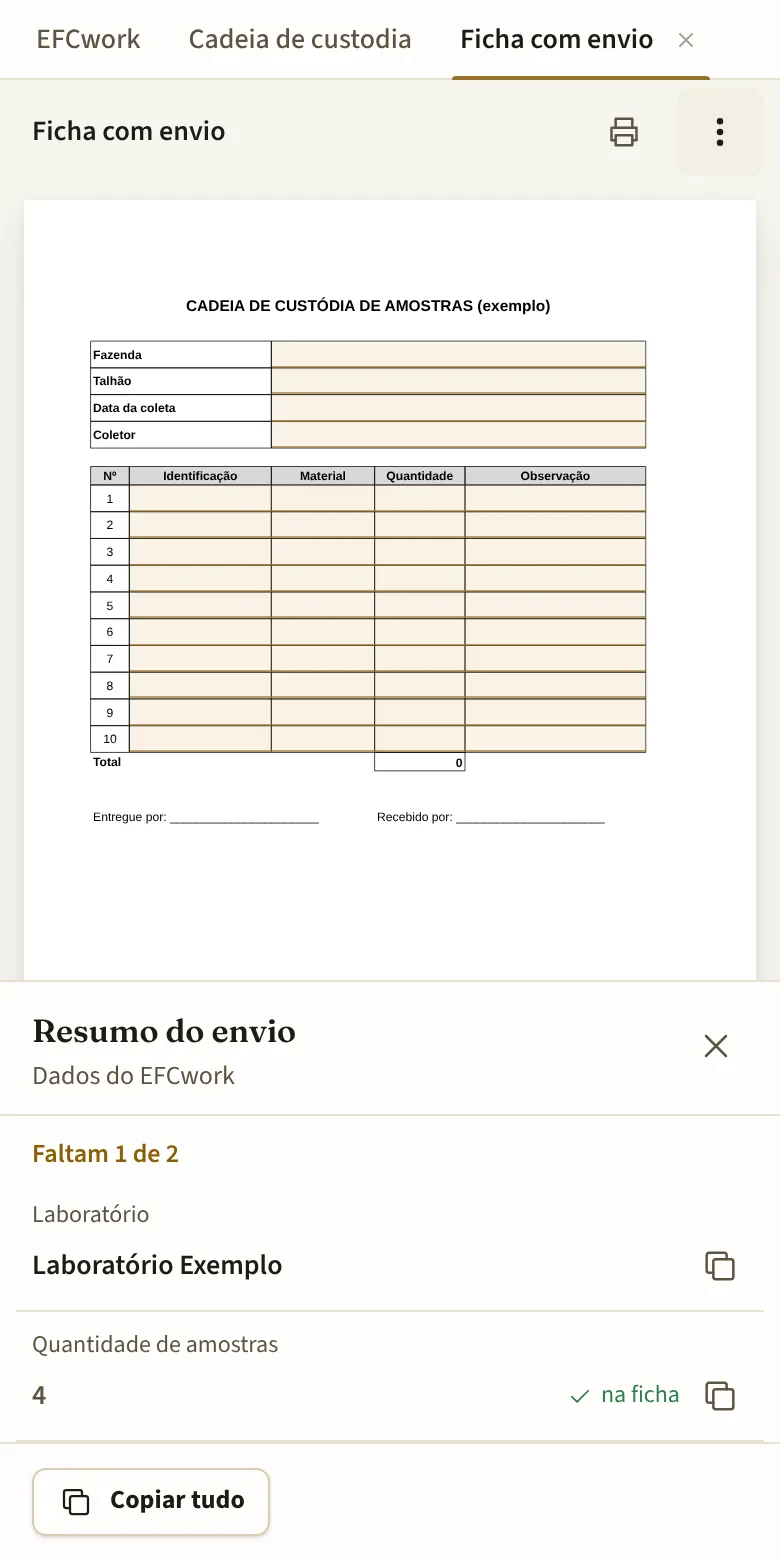 EFCwork Cadeia de custodia Ficha com envio
Ficha com envio
CADEIA DE CUSTÓDIA DE AMOSTRAS (exemplo)
Fazenda
Talhão
Data da coleta
Coletor
Nº Identificação Material Quantidade Observação
1
2
3
4
5
6
7
8
9
10
Total 0
Entregue por: ______________________ Recebido por: ______________________
Resumo do envio
Dados do EFCwork
Faltam 1 de 2
Laboratório
Laboratório Exemplo
Quantidade de amostras
4 na ficha
Copiar tudo